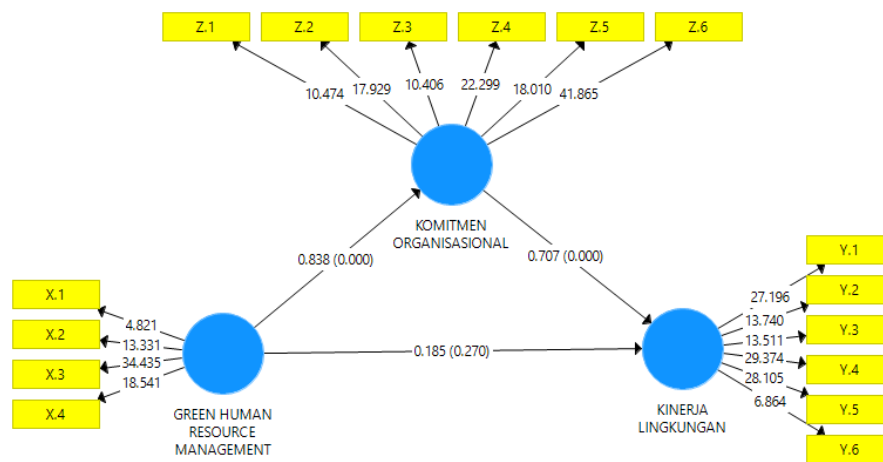 Z.1
Z.2
Z.3
Z.4
Z.5
Z.6
10.474
17.929
10.406
22.299
18.010
41.865
KOMITMEN
ORGANISASIONAL
0.838 (0.000)
0.707 (0.000)
X.1
X.2
X.3
X.4
4.821
13.331
34.435
18.541
GREEN HUMAN
RESOURCE
MANAGEMENT
0.185 (0.270)
KINERJA
LINGKUNGAN
27.196
13.740
13.511
29.374
28.105
6.864
Y.1
Y.2
Y.3
Y.4
Y.5
Y.6